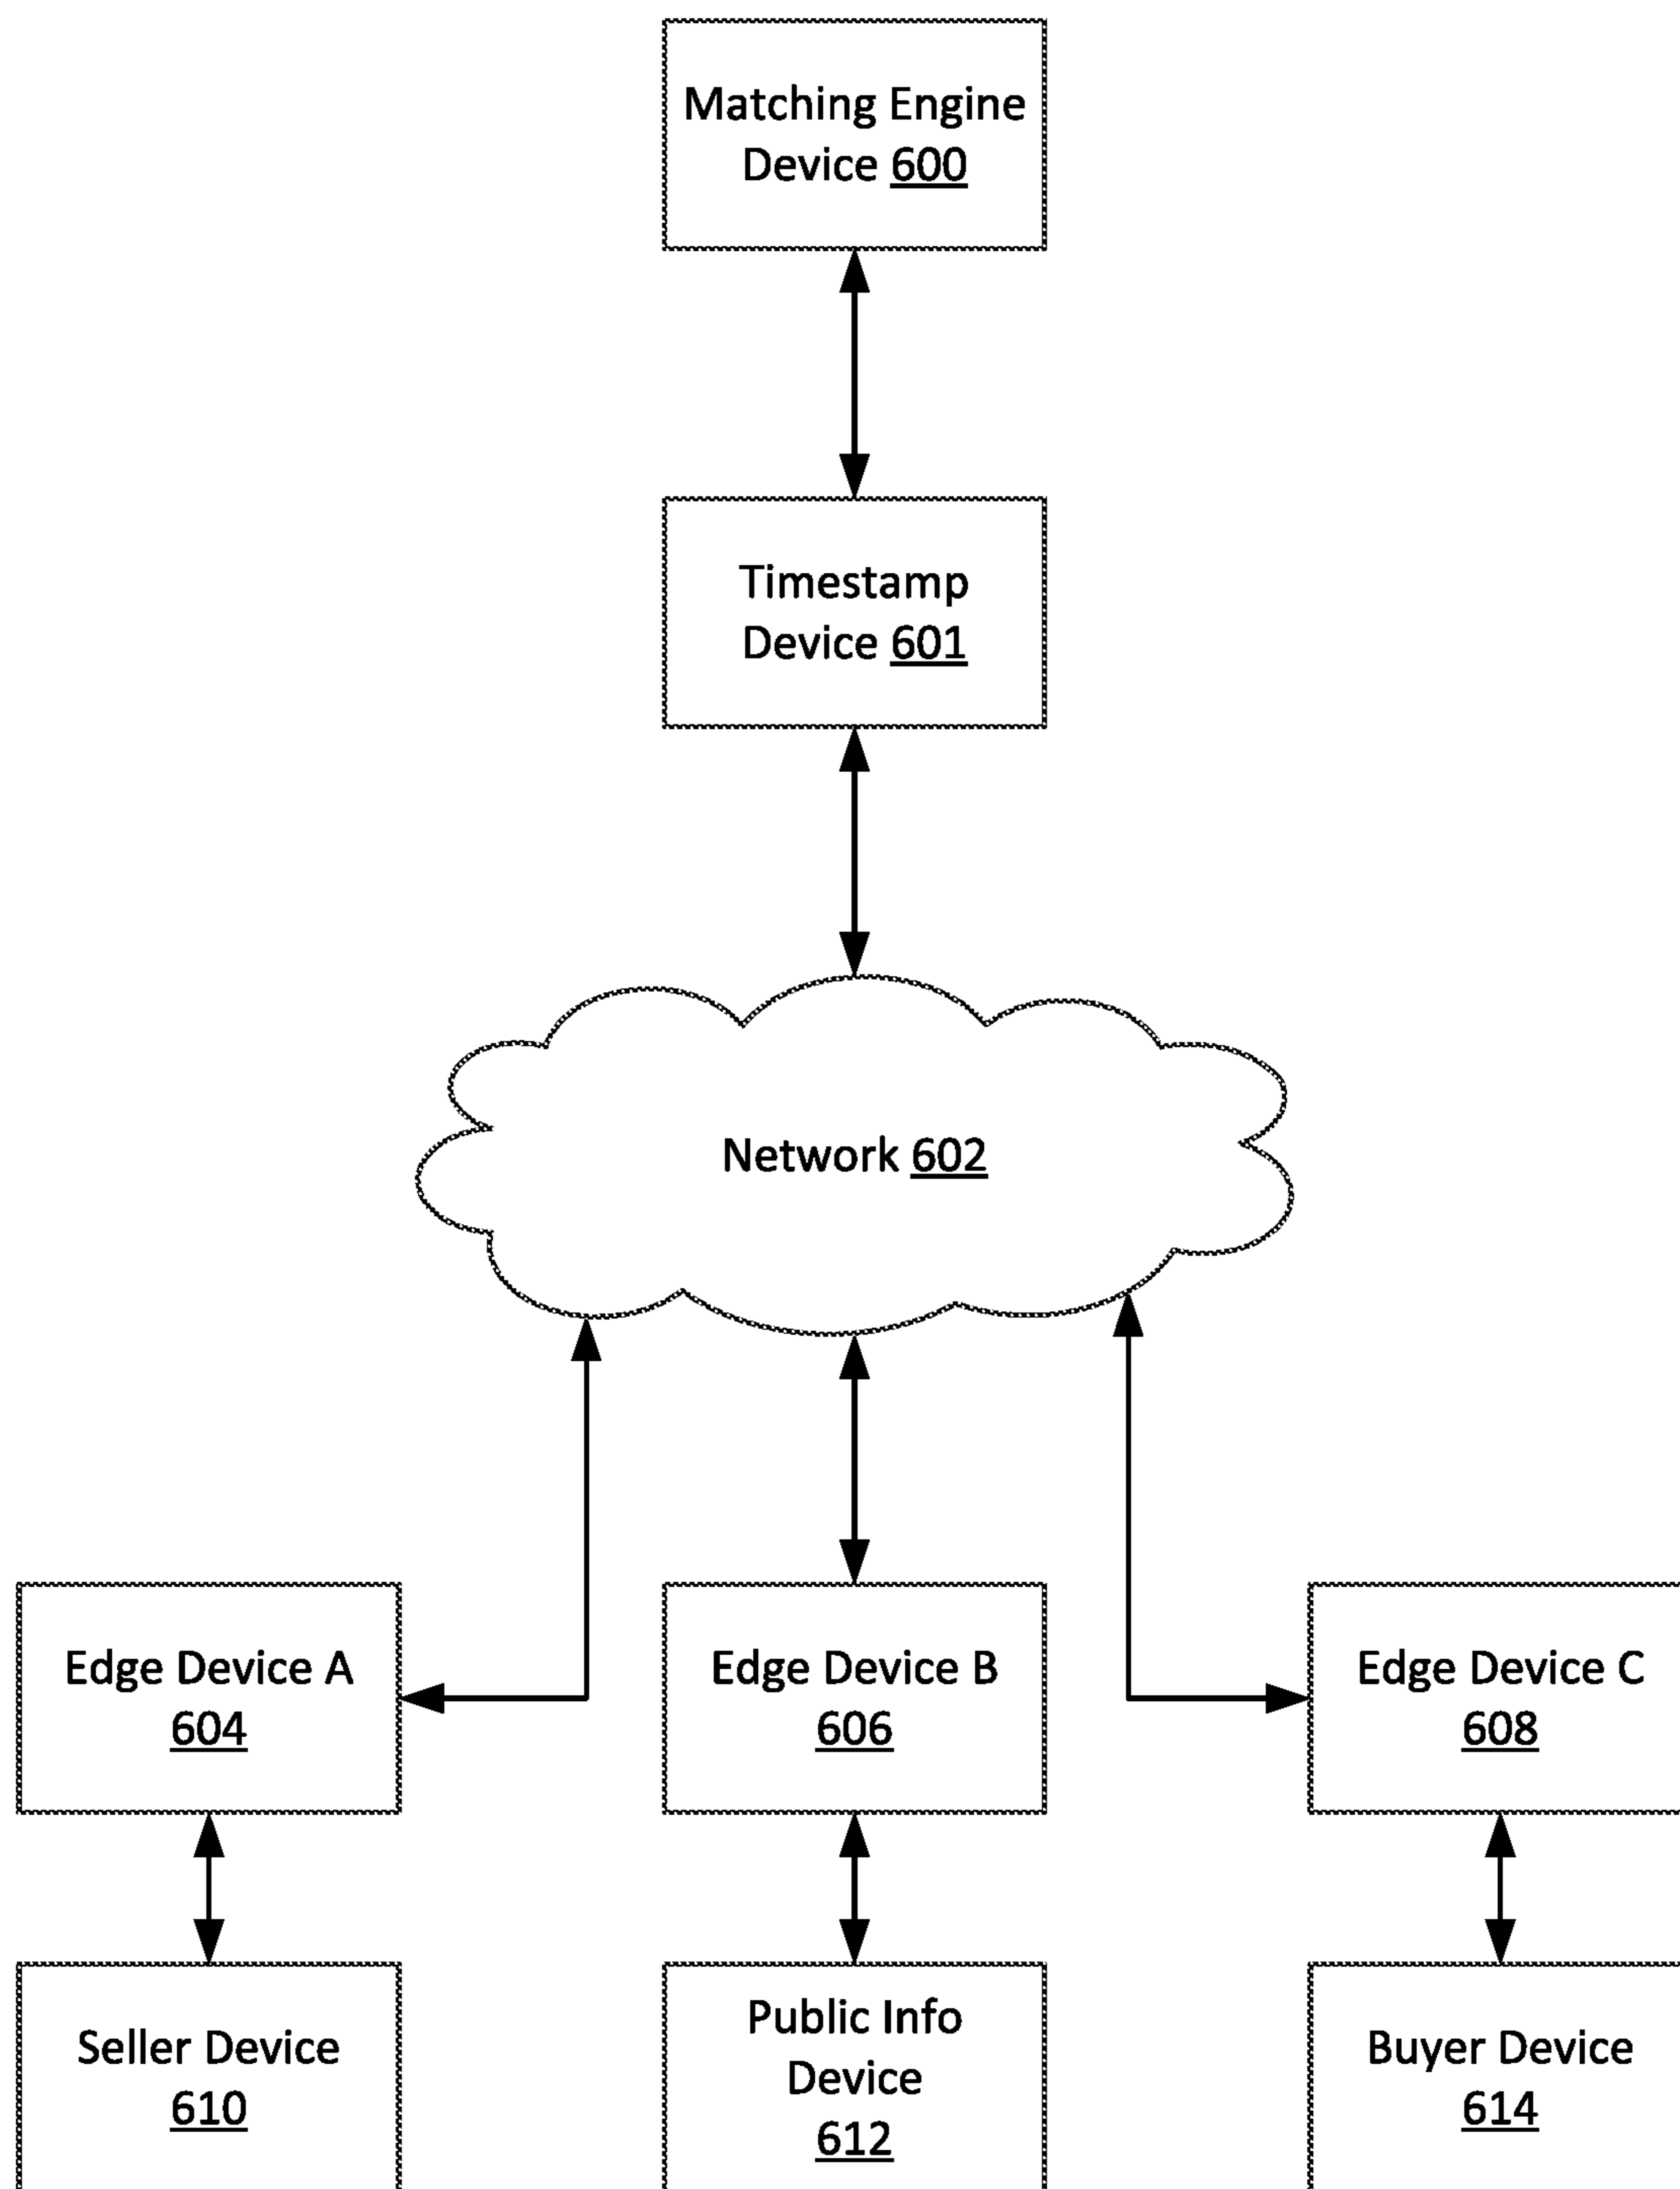 Matching Engine
Device 600
Timestamp
Device 601
Network 602
Edge Device A
604
Edge Device B
606
Edge Device C
608
Seller Device
610
Public Info
Device
612
Buyer Device
614